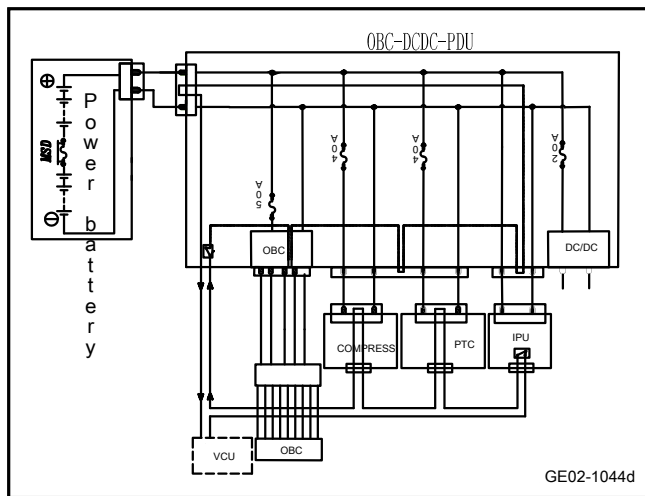 OBC-DCDC-PDU
Power battery
MSD
40A
40A
20A
50A
OBC
DC/DC
COMPRESS
PTC
IPU
VCU
OBC
GE02-1044d